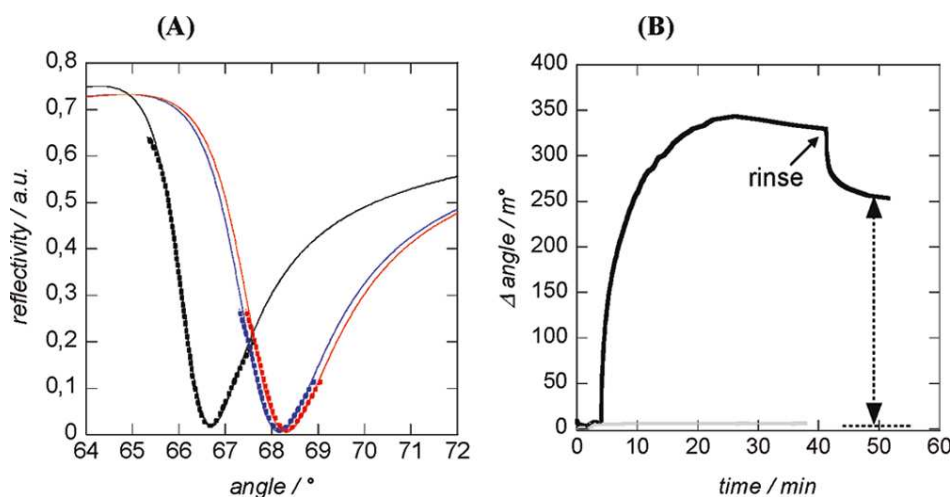 (A)
(B)
reflectivity / a.u.
0,8
0,7
0,6
0,5
0,4
0,3
0,2
0,1
0
64 65 66 67 68 69 70 71 72
angle / °
Δ angle / m°
400
350
300
250
200
150
100
50
0
rinse
0 10 20 30 40 50 60
time / min